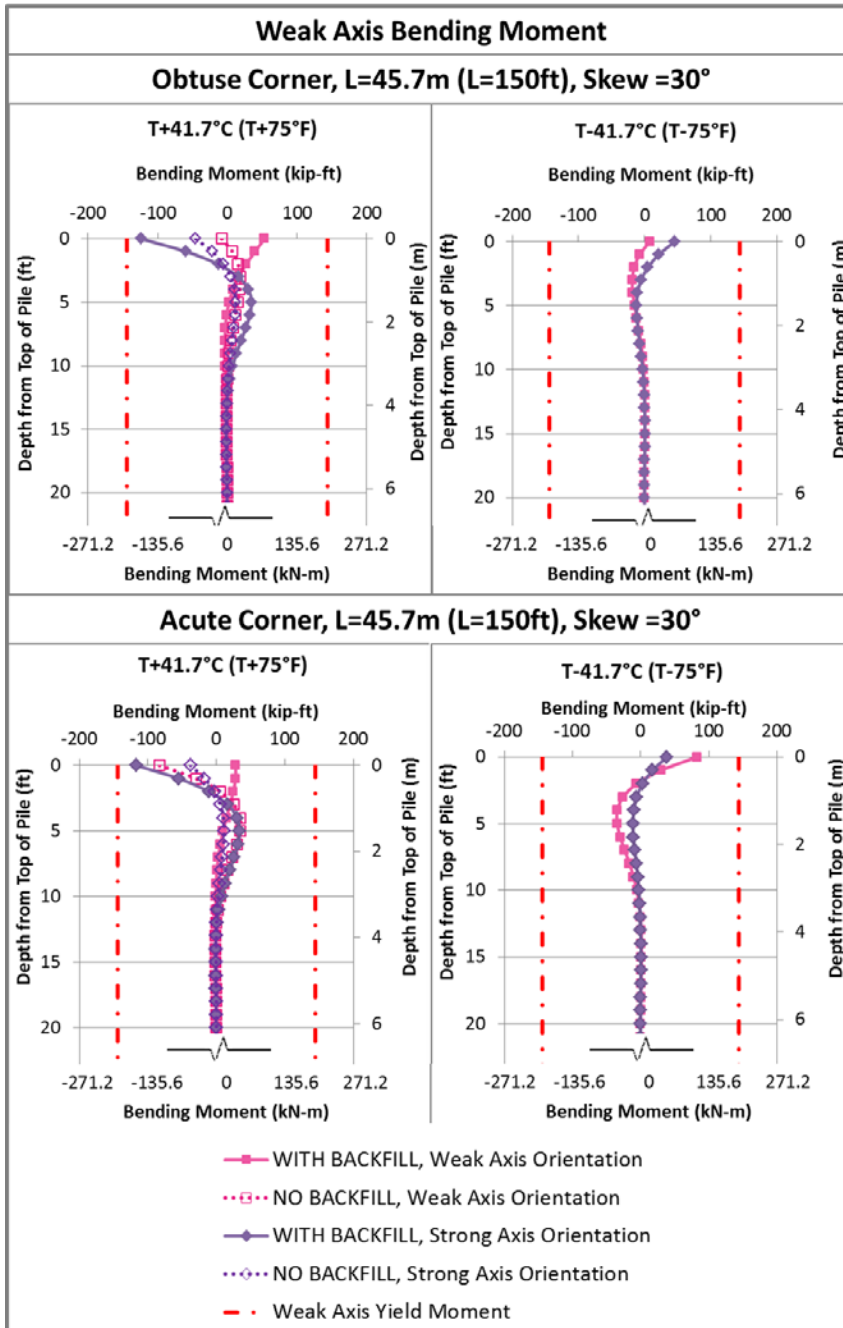 Weak Axis Bending Moment
Obtuse Corner, L=45.7m (L=150ft), Skew =30°
T+41.7°C (T+75°F)
Bending Moment (kip-ft)
-200 -100 0 100 200
Depth from Top of Pile (ft)
0
5
10
15
20
0
2
4
6
Depth from Top of Pile (m)
-271.2 -135.6 0 135.6 271.2
Bending Moment (kN-m)
T-41.7°C (T-75°F)
Bending Moment (kip-ft)
-200 -100 0 100 200
Depth from Top of Pile (ft)
0
5
10
15
20
0
2
4
6
Depth from Top of Pile (m)
-271.2 -135.6 0 135.6 271.2
Bending Moment (kN-m)
Acute Corner, L=45.7m (L=150ft), Skew =30°
T+41.7°C (T+75°F)
Bending Moment (kip-ft)
-200 -100 0 100 200
Depth from Top of Pile (ft)
0
5
10
15
20
0
2
4
6
Depth from Top of Pile (m)
-271.2 -135.6 0 135.6 271.2
Bending Moment (kN-m)
T-41.7°C (T-75°F)
Bending Moment (kip-ft)
-200 -100 0 100 200
Depth from Top of Pile (ft)
0
5
10
15
20
0
2
4
6
Depth from Top of Pile (m)
-271.2 -135.6 0 135.6 271.2
Bending Moment (kN-m)
WITH BACKFILL, Weak Axis Orientation
NO BACKFILL, Weak Axis Orientation
WITH BACKFILL, Strong Axis Orientation
NO BACKFILL, Strong Axis Orientation
Weak Axis Yield Moment